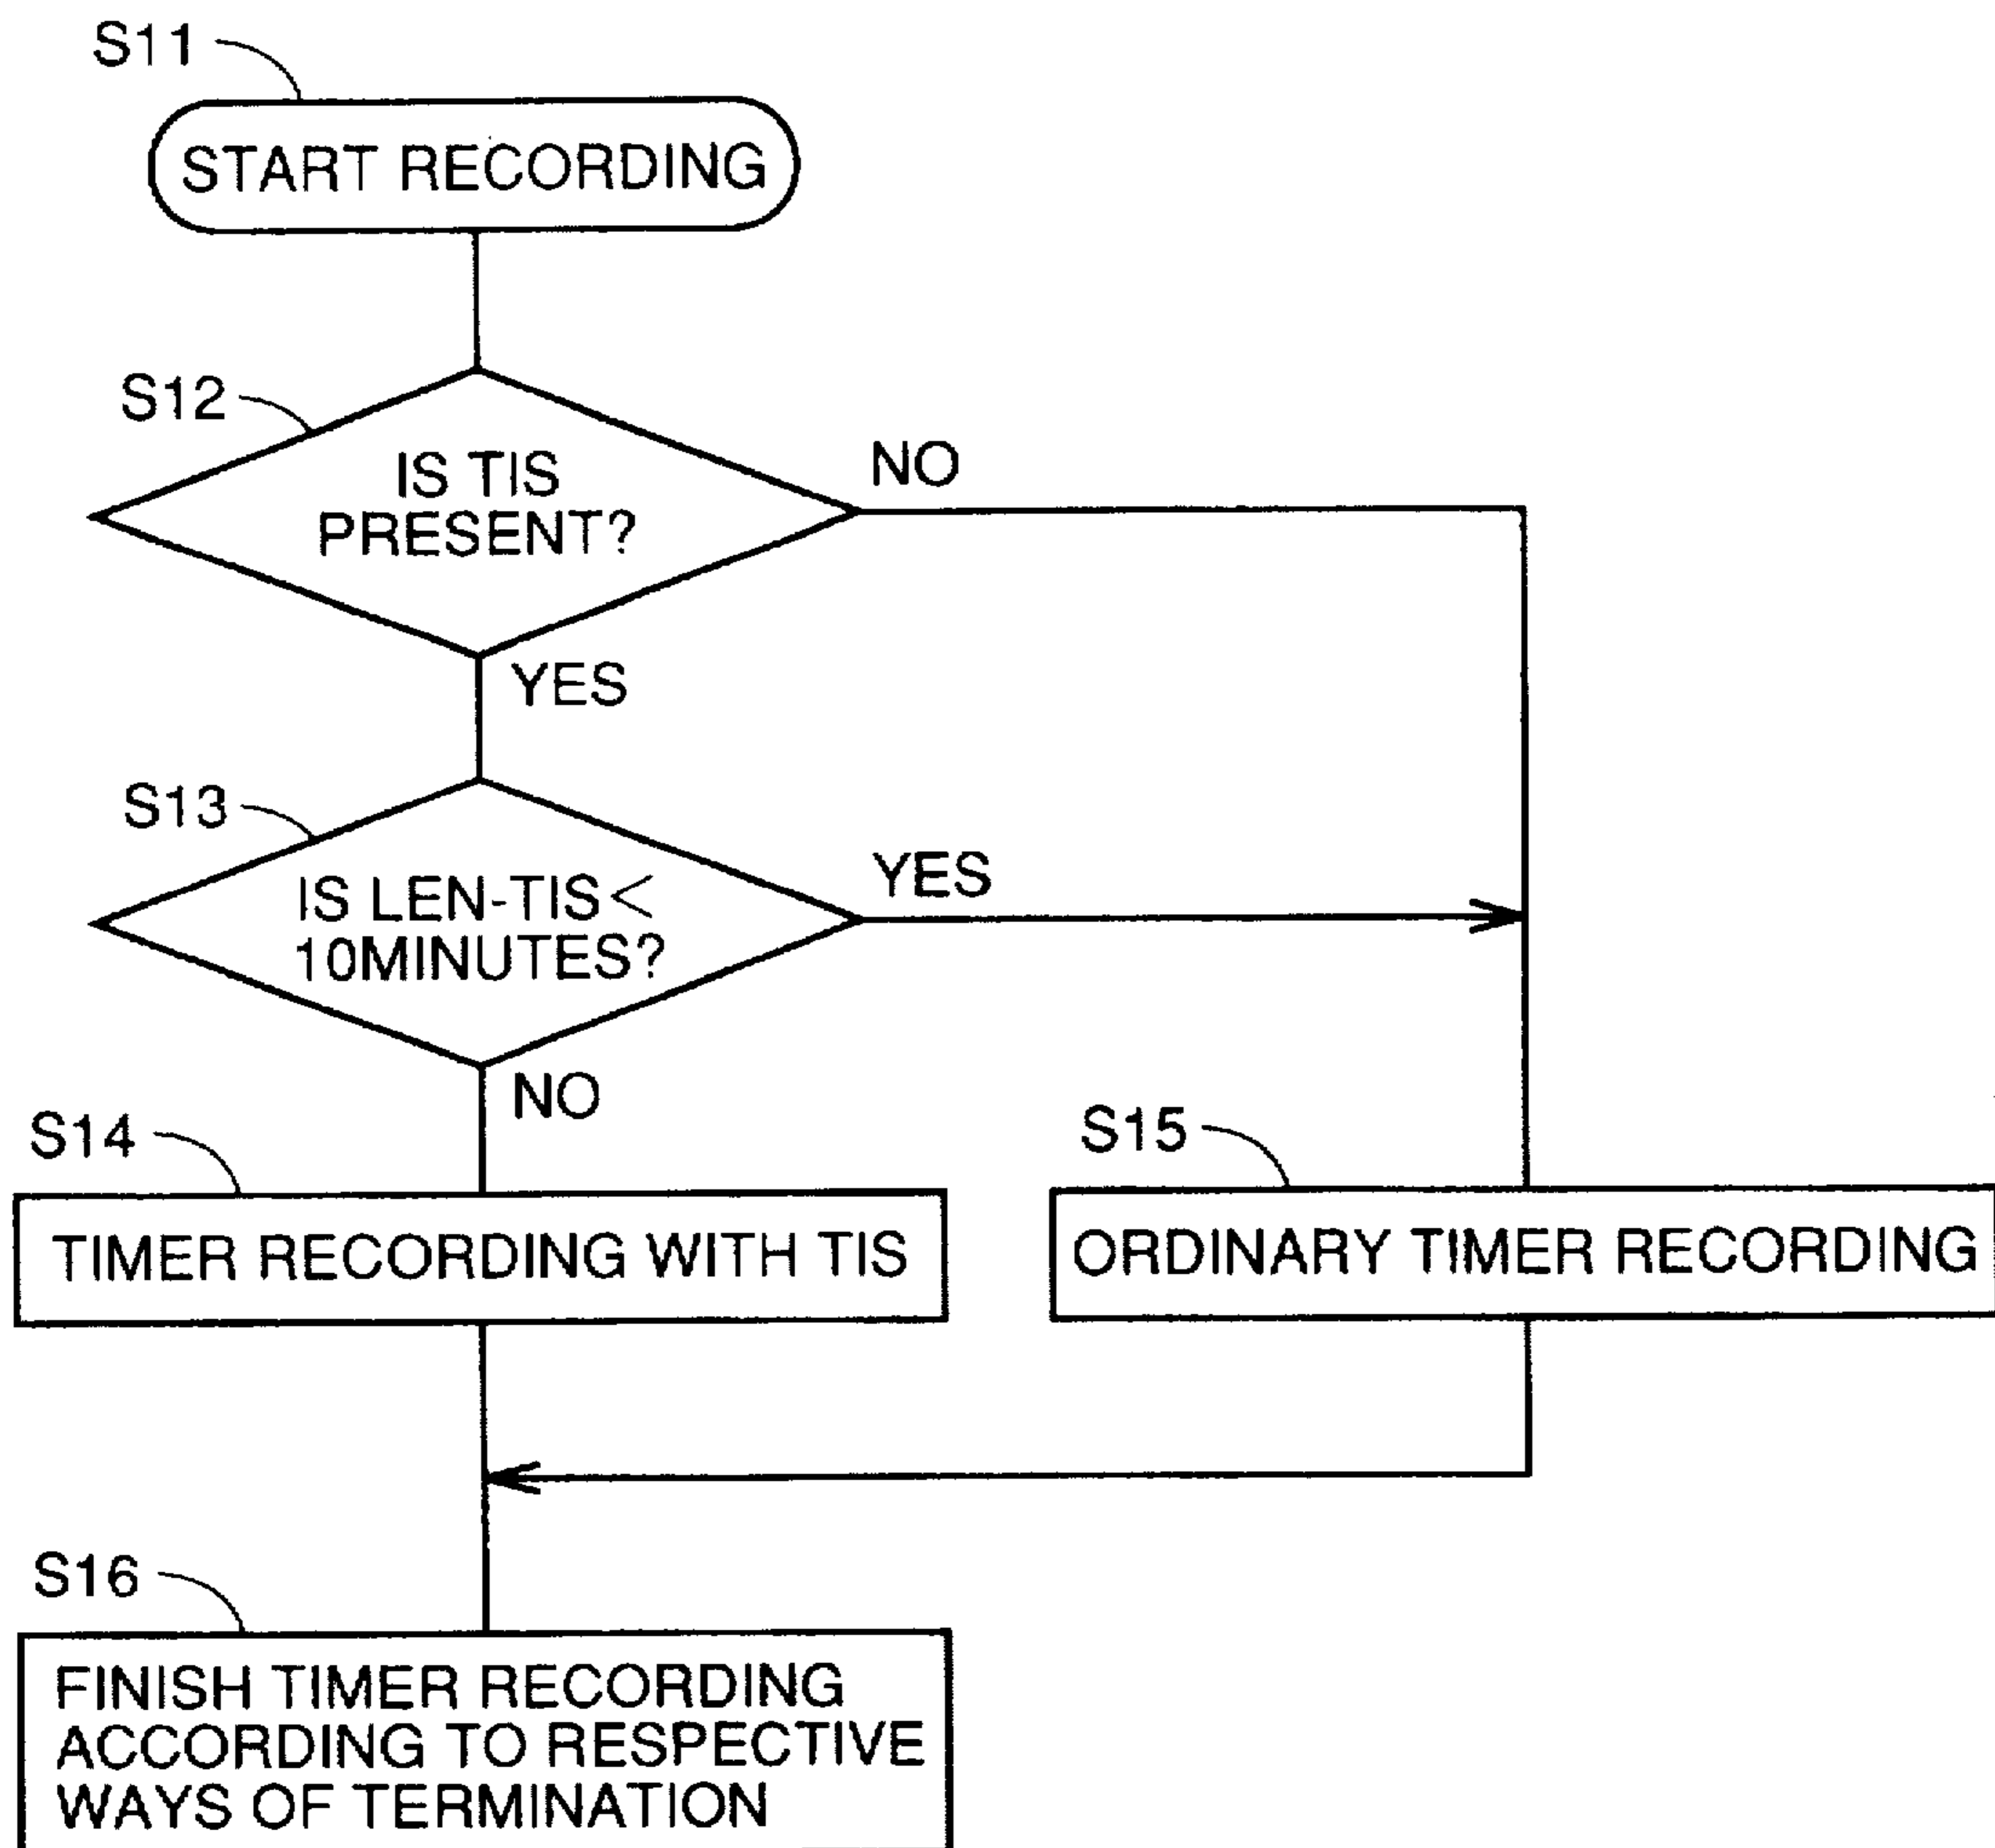 S11
START RECORDING
S12
IS TIS
PRESENT?
NO
YES
S13
IS LEN-TIS<
10MINUTES?
YES
NO
S14
S15
TIMER RECORDING WITH TIS
ORDINARY TIMER RECORDING
S16
FINISH TIMER RECORDING
ACCORDING TO RESPECTIVE
WAYS OF TERMINATION